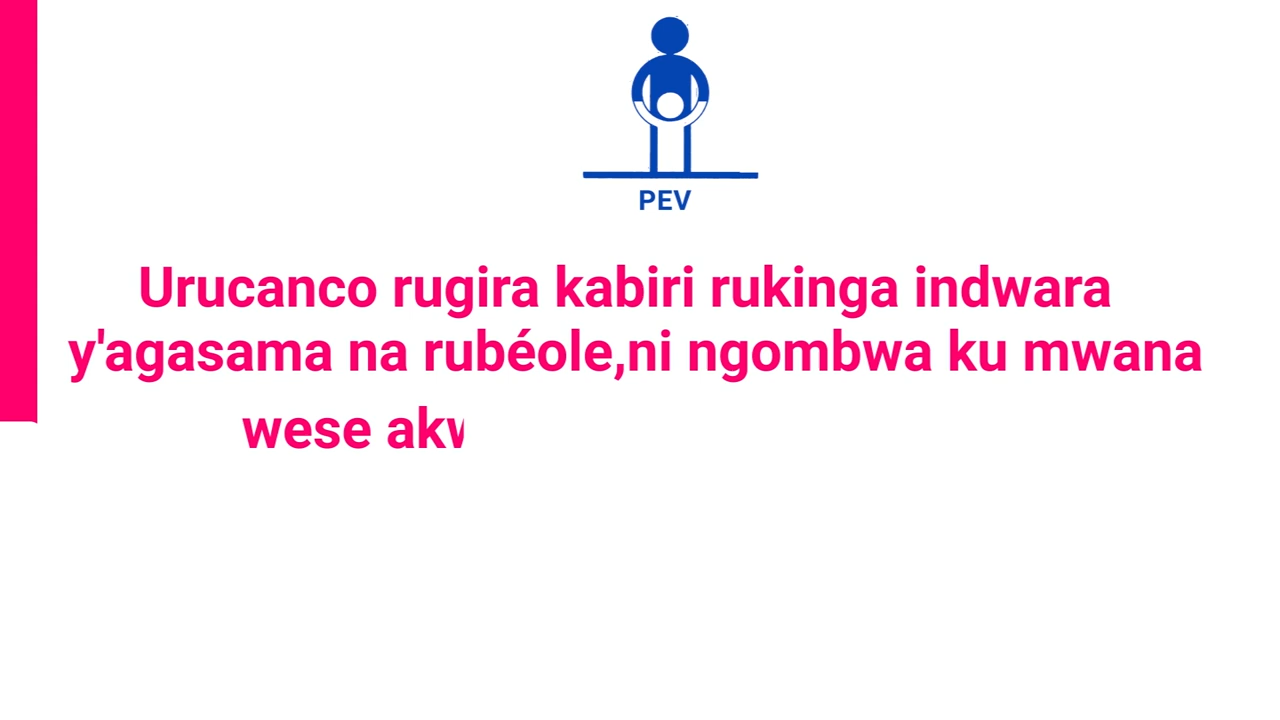 PEV
Urucanco rugira kabiri rukinga indwara
y'agasama na rubéole,ni ngombwa ku mwana
wese